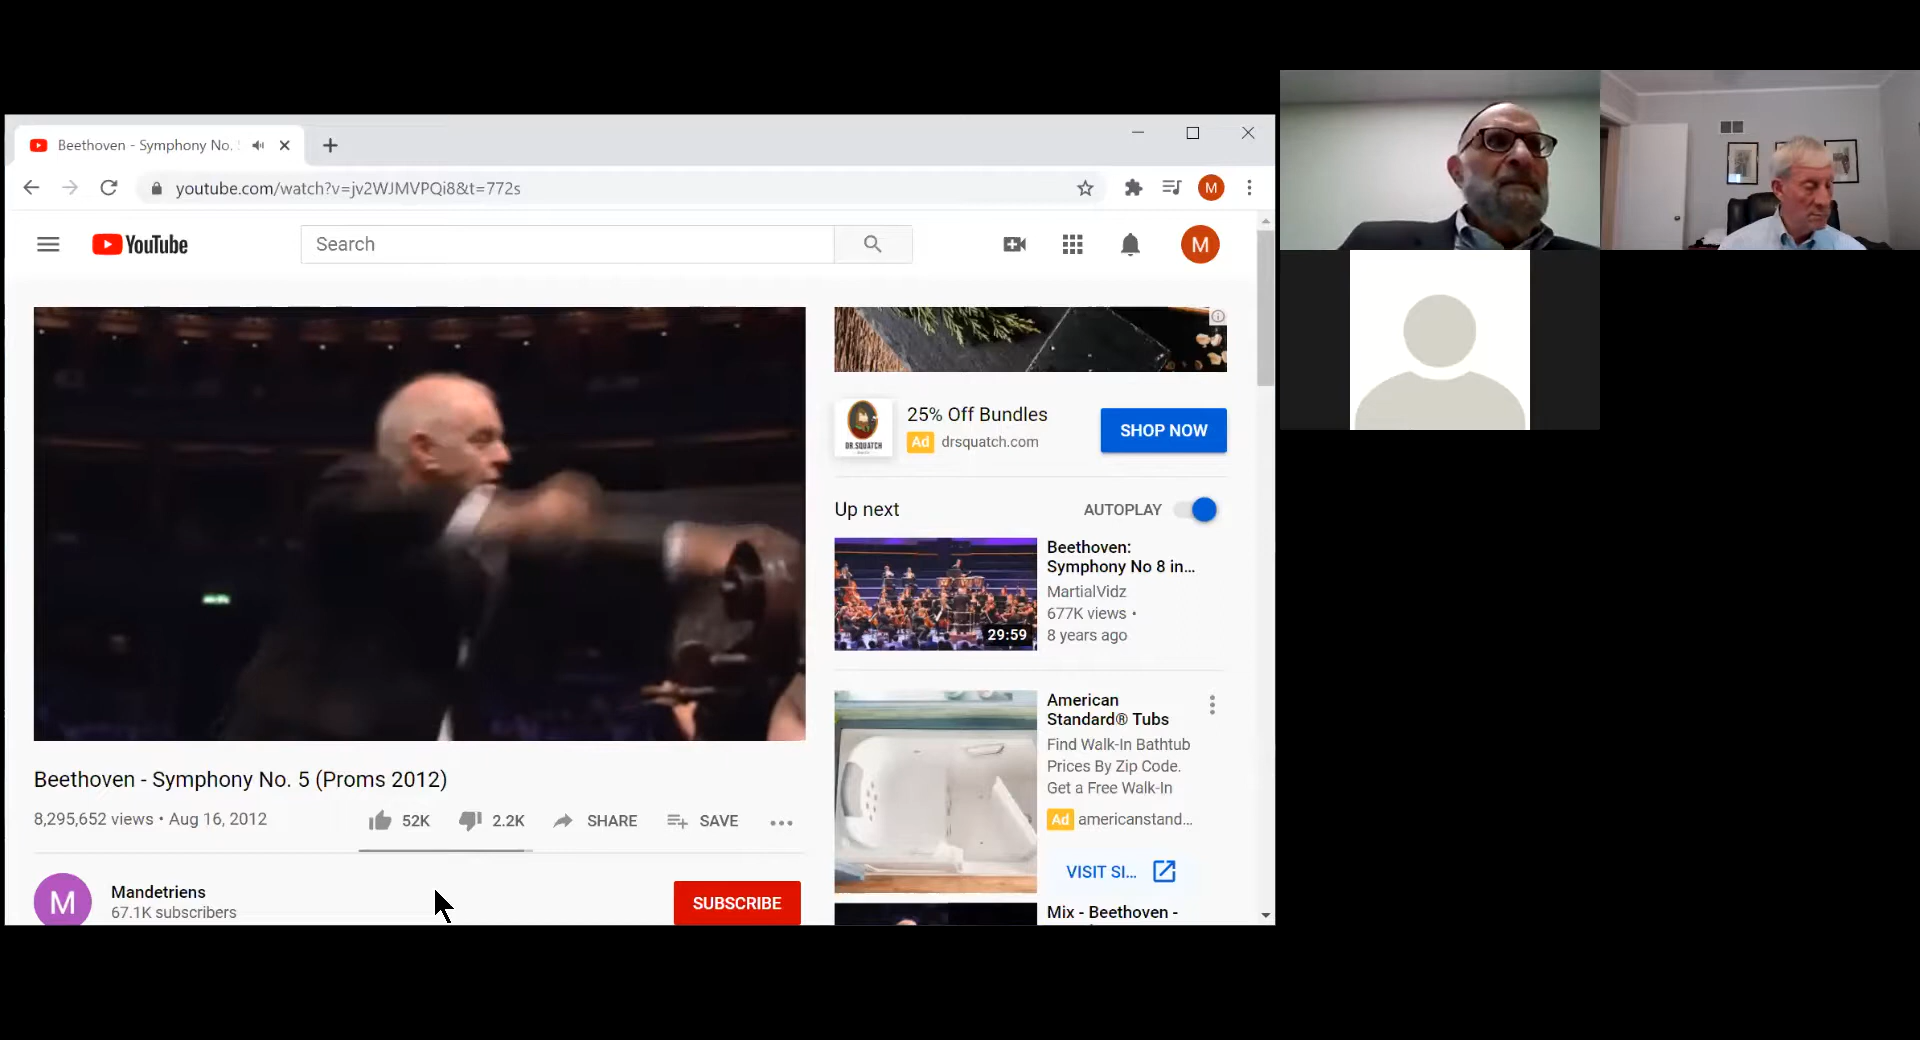 Beethoven - Symphony No. 5
youtube.com/watch?v=jv2WJMVPQi8&t=772s
M
YouTube
Search
M
25% Off Bundles
Ad drsquatch.com
DR.SQUATCH
SHOP NOW
Up next
AUTOPLAY
Beethoven:
Symphony No 8 in...
MartialVidz
677K views •
8 years ago
29:59
American
Standard® Tubs
Find Walk-In Bathtub
Prices By Zip Code.
Get a Free Walk-In
Ad americanstand...
VISIT SI...
Mix - Beethoven -
Beethoven - Symphony No. 5 (Proms 2012)
8,295,652 views • Aug 16, 2012
52K
2.2K
SHARE
SAVE
M
Mandetriens
67.1K subscribers
SUBSCRIBE